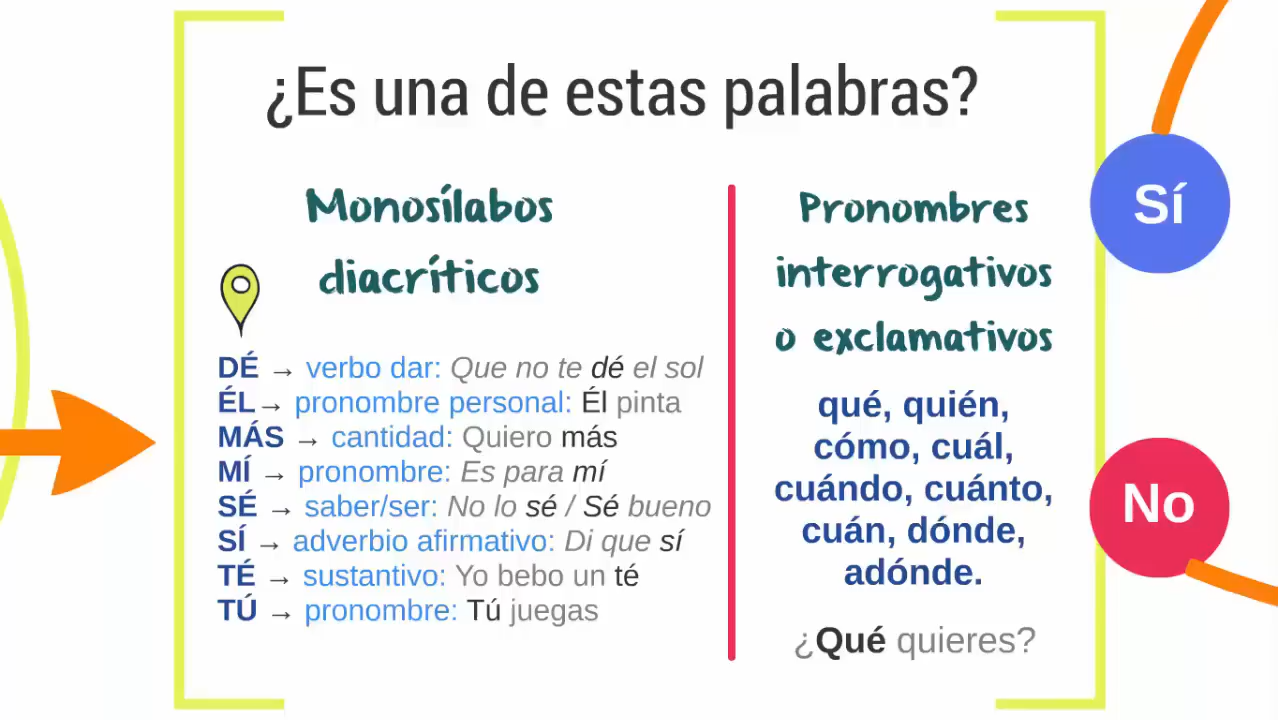 ¿Es una de estas palabras?
Monosílabos
diacríticos
DÉ → verbo dar: Que no te dé el sol
ÉL→ pronombre personal: Él pinta
MÁS → cantidad: Quiero más
MÍ → pronombre: Es para mí
SÉ → saber/ser: No lo sé / Sé bueno
SÍ → adverbio afirmativo: Di que sí
TÉ → sustantivo: Yo bebo un té
TÚ → pronombre: Tú juegas
Pronombres
interrogativos
o exclamativos
qué, quién,
cómo, cuál,
cuándo, cuánto,
cuán, dónde,
adónde.
¿Qué quieres?
Sí
No